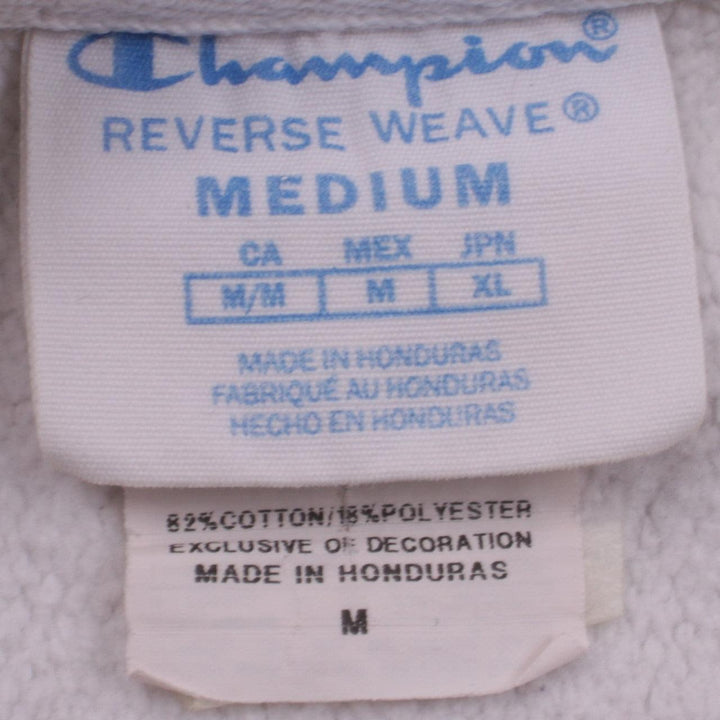 Champion®
REVERSE WEAVE®
MEDIUM
CA MEX JPN
M/M M XL
MADE IN HONDURAS
FABRIQUÉ AU HONDURAS
HECHO EN HONDURAS
82%COTTON/18%POLYESTER
EXCLUSIVE OF DECORATION
MADE IN HONDURAS
M